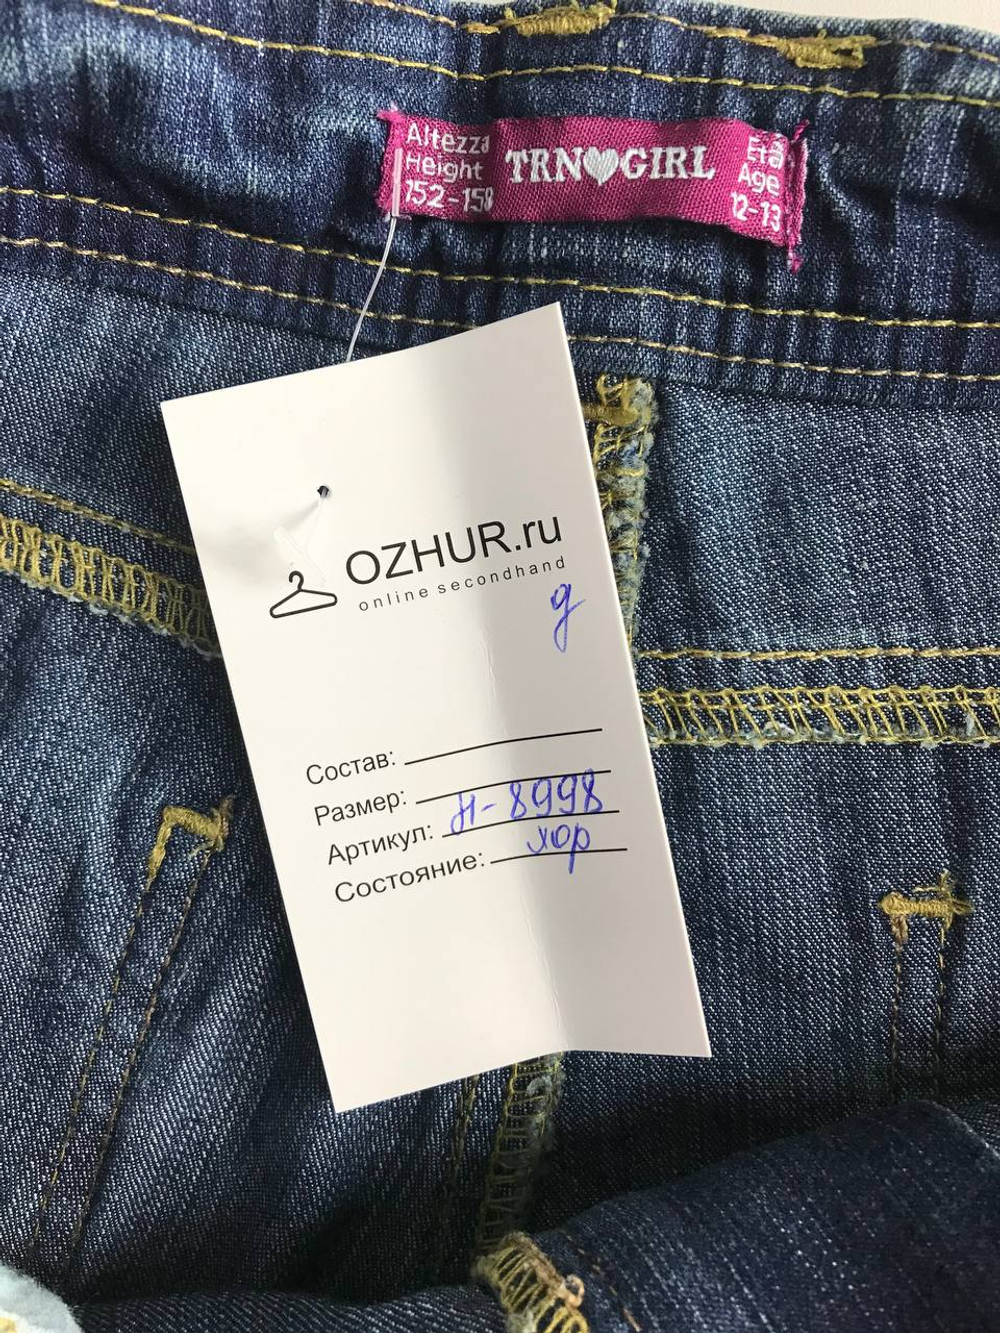 Altezza
Height
152-158
TRN GIRL
Età
Age
12-13
OZHUR.ru
online secondhand
д
Состав:
Размер:
Артикул: Н-8998
Состояние: хор